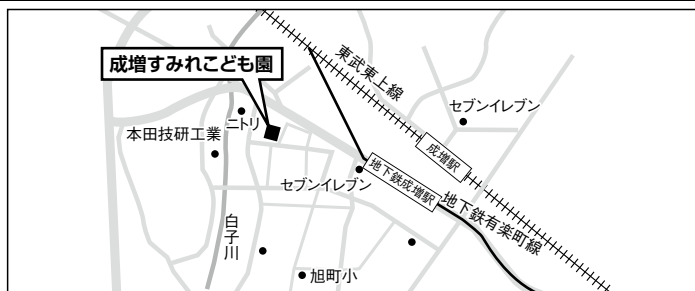 東武東上線
成増すみれこども園
セブンイレブン
ニトリ
本田技研工業
成増駅
セブンイレブン
地下鉄成増駅
地下鉄有楽町線
白子川
旭町小